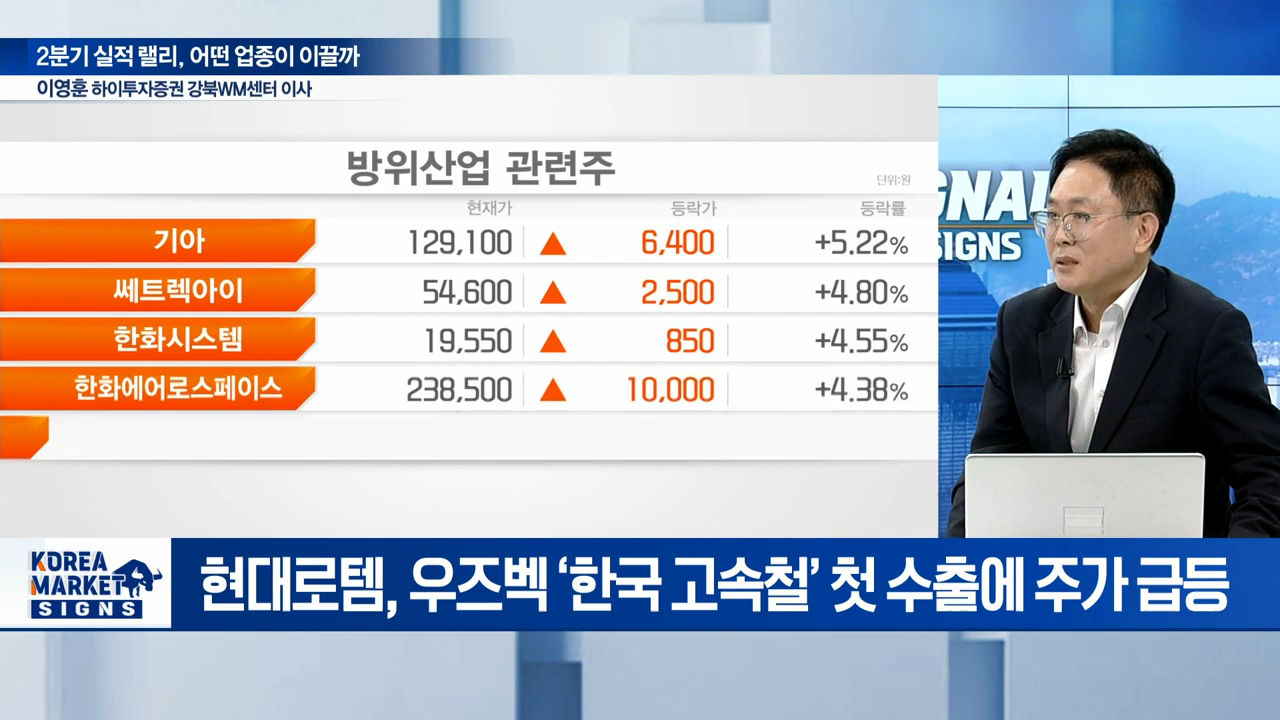 2분기 실적 랠리, 어떤 업종이 이끌까
이영훈 하이투자증권 강북WM센터 이사
방위산업 관련주
단위:원
현재가 등락가 등락률
기아 129,100 ▲ 6,400 +5.22%
쎄트렉아이 54,600 ▲ 2,500 +4.80%
한화시스템 19,550 ▲ 850 +4.55%
한화에어로스페이스 238,500 ▲ 10,000 +4.38%
GNAL
SIGNS
KOREA
MARKET
SIGNS
현대로템, 우즈벡 ‘한국 고속철’ 첫 수출에 주가 급등